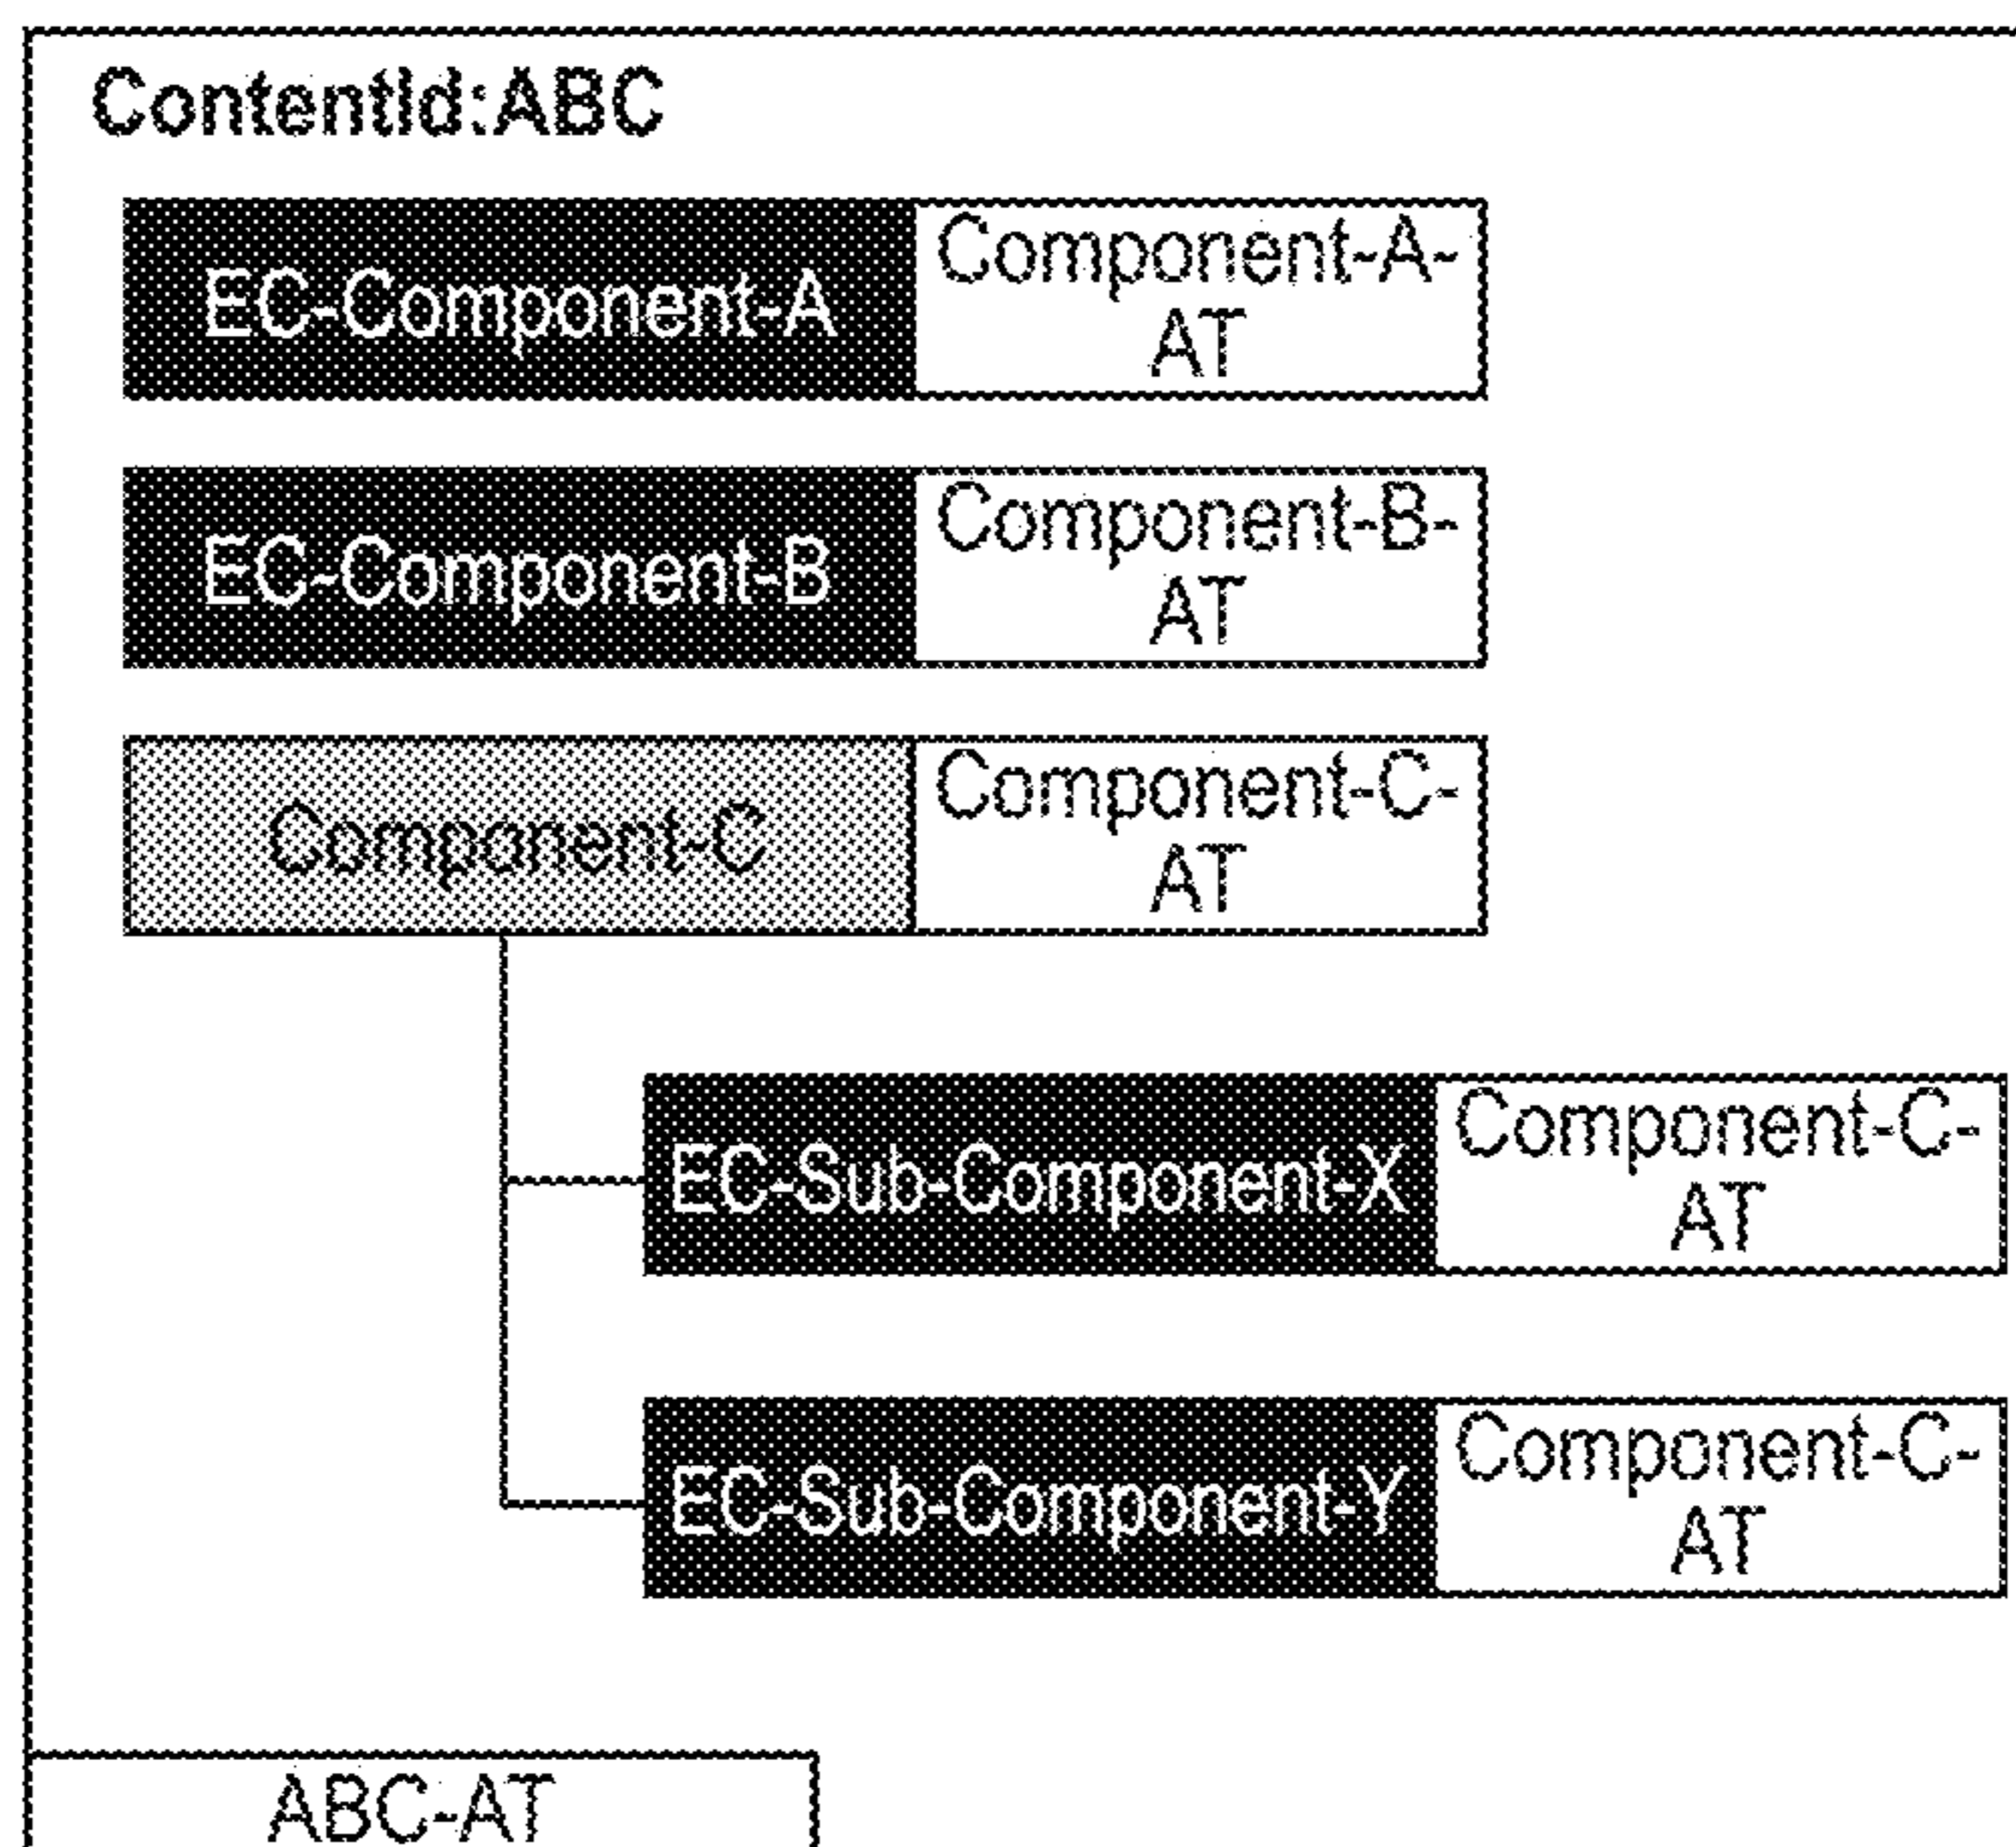 ContentId:ABC
EC-Component-A
Component-A-
AT
EC-Component-B
Component-B-
AT
Component-C
Component-C-
AT
EC-Sub-Component-X
Component-C-
AT
EC-Sub-Component-Y
Component-C-
AT
ABC-AT